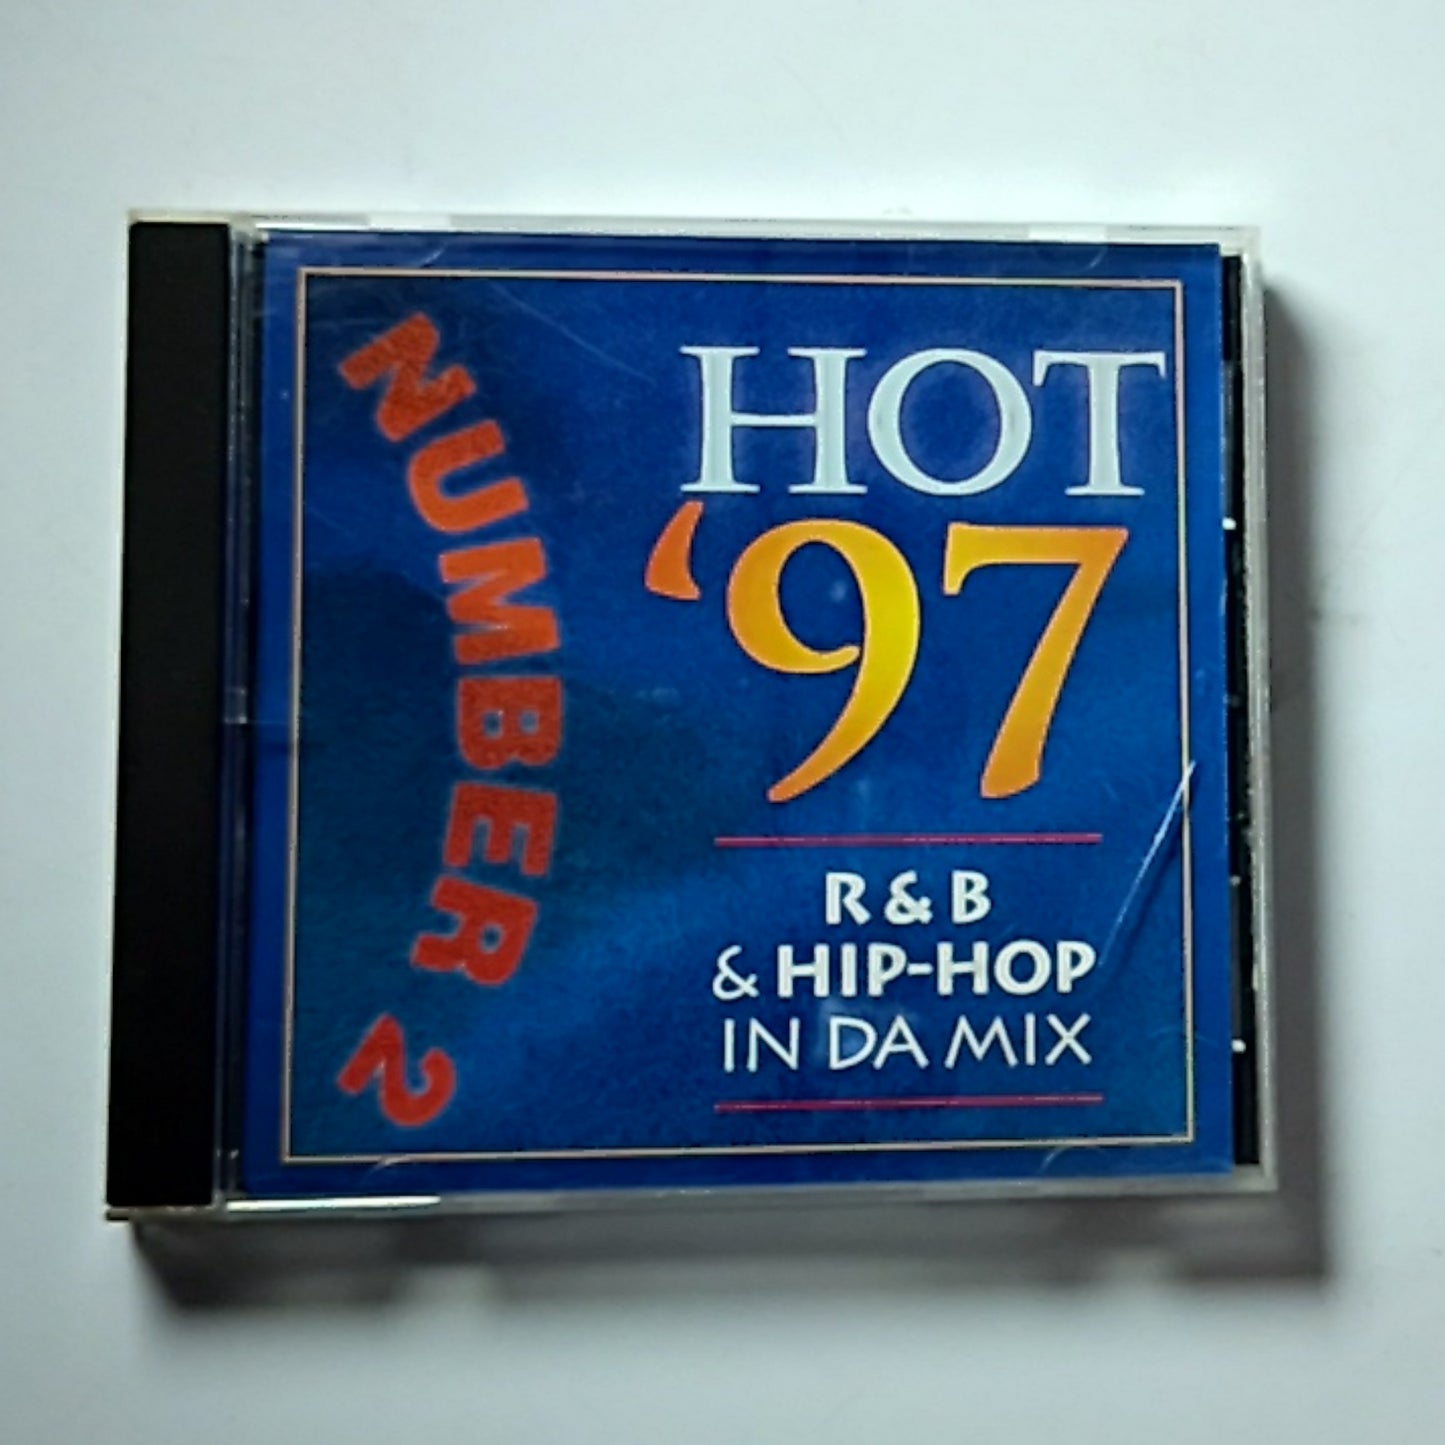 NUMBER 2
HOT
‘97
R & B
& HIP-HOP
IN DA MIX